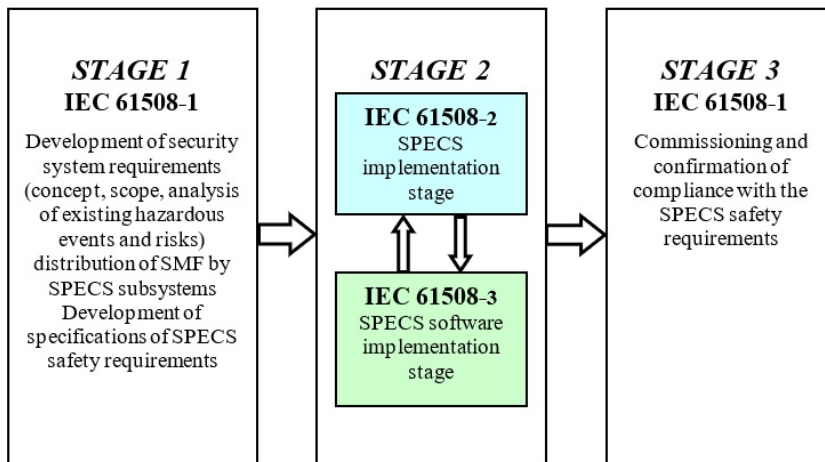 STAGE 1
IEC 61508-1
Development of security
system requirements
(concept, scope, analysis
of existing hazardous
events and risks)
distribution of SMF by
SPECS subsystems
Development of
specifications of SPECS
safety requirements
STAGE 2
IEC 61508-2
SPECS
implementation
stage
IEC 61508-3
SPECS software
implementation
stage
STAGE 3
IEC 61508-1
Commissioning and
confirmation of
compliance with the
SPECS safety
requirements